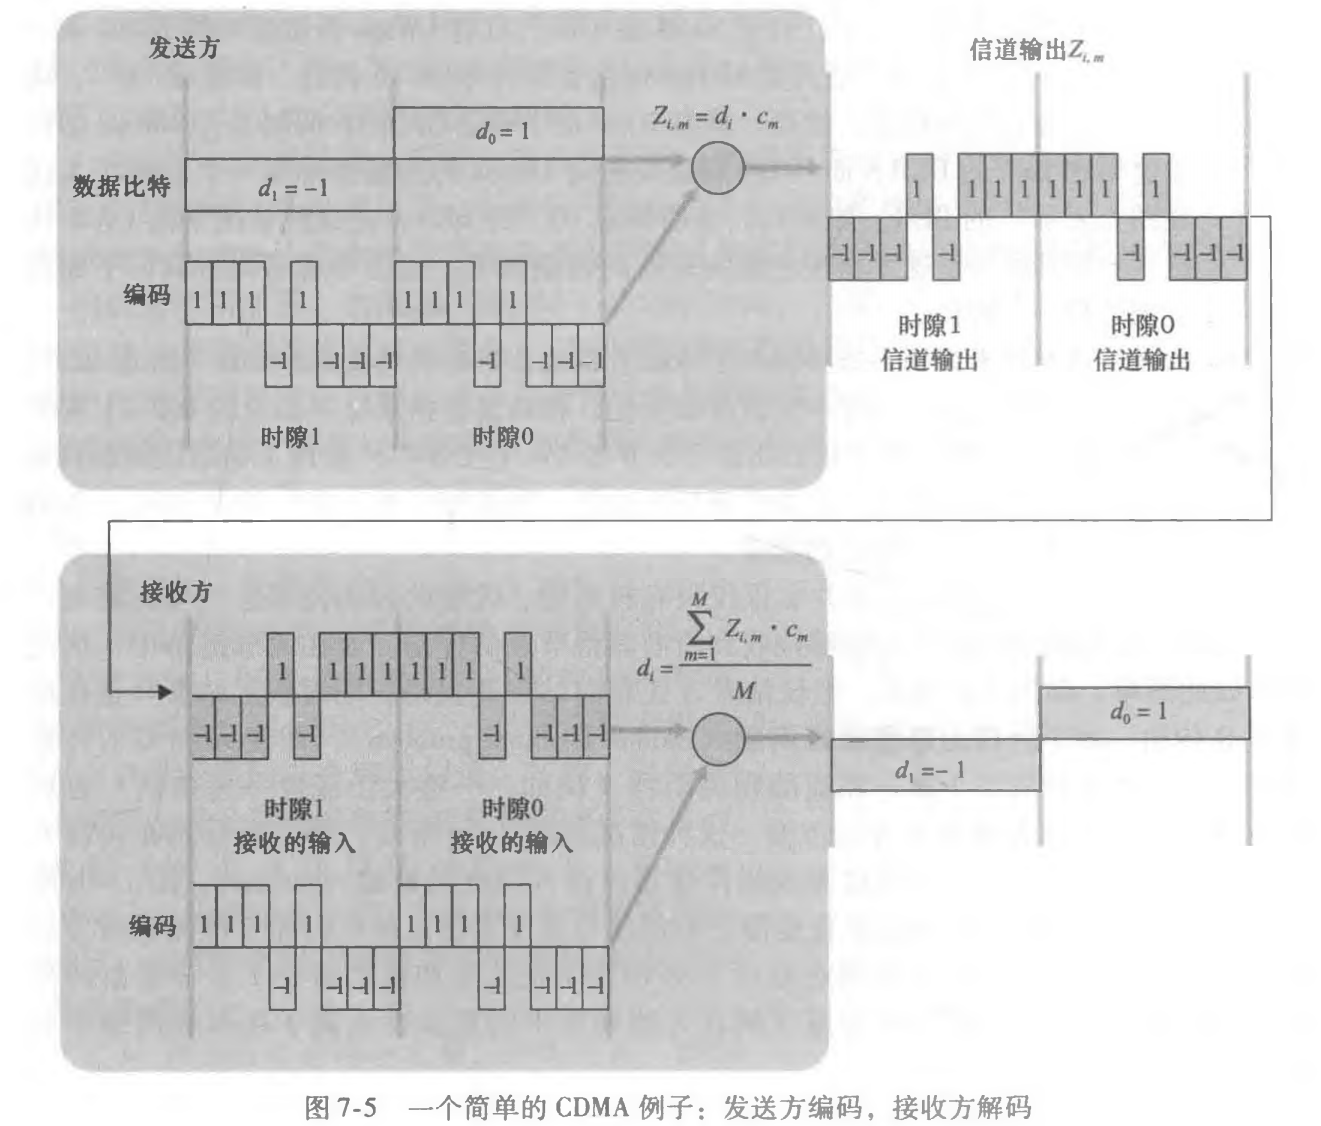 发送方
信道输出Z_{i,m}
数据比特
d₁ = -1
d₀ = 1
Z_{i,m} = d_i · c_m
1 1 1 1 1 1 1 1
-1 -1 -1 -1 -1 -1 -1 -1
编码
1 1 1 1 1 1 1 1
-1 -1 -1 -1 -1 -1 -1 -1
时隙1
信道输出
时隙0
信道输出
时隙1
时隙0
接收方
d_i = \frac{\sum_{m=1}^{M} Z_{i,m} · c_m}{M}
1 1 1 1 1 1 1 1
-1 -1 -1 -1 -1 -1 -1 -1
d₁ = -1
d₀ = 1
时隙1
接收的输入
时隙0
接收的输入
编码
1 1 1 1 1 1 1 1
-1 -1 -1 -1 -1 -1 -1 -1
图 7-5 一个简单的 CDMA 例子：发送方编码，接收方解码